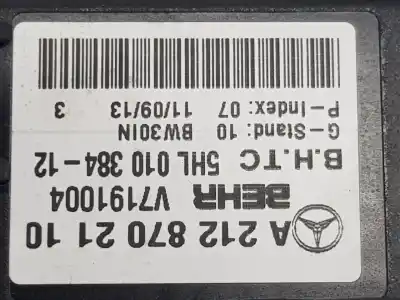 A 212 870 21 10
BEHR V7191004
B.H.TC 5HL 010 384-12
G-Stand: 10 BW30IN
P-Index: 07 11/09/13 3